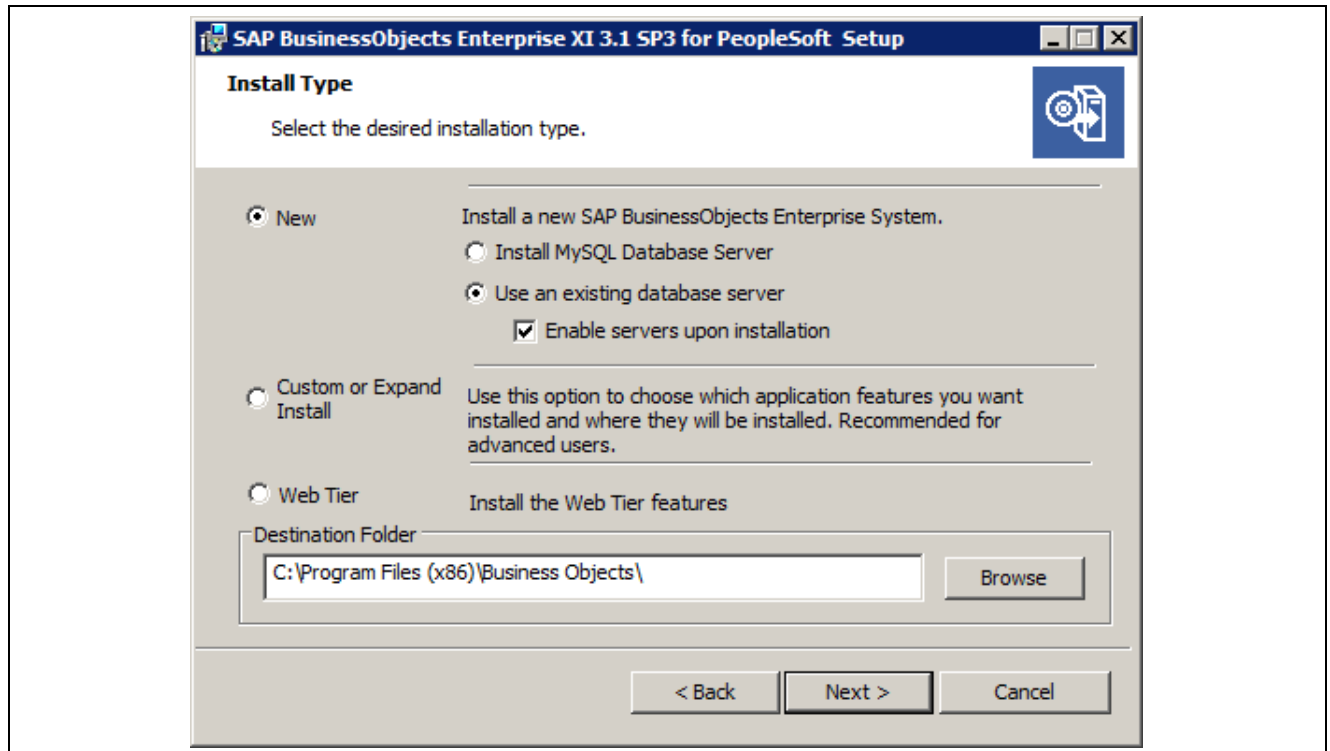 SAP BusinessObjects Enterprise XI 3.1 SP3 for PeopleSoft Setup
Install Type
Select the desired installation type.
New
Install a new SAP BusinessObjects Enterprise System.
Install MySQL Database Server
Use an existing database server
Enable servers upon installation
Custom or Expand
Install
Use this option to choose which application features you want
installed and where they will be installed. Recommended for
advanced users.
Web Tier
Install the Web Tier features
Destination Folder
C:\Program Files (x86)\Business Objects\
Browse
< Back
Next >
Cancel